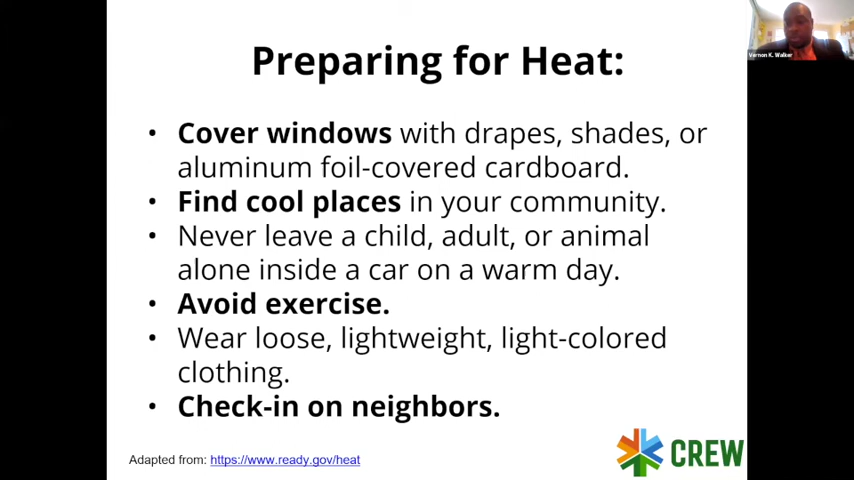 Preparing for Heat:
Vernon K. Walker
• Cover windows with drapes, shades, or
aluminum foil-covered cardboard.
• Find cool places in your community.
• Never leave a child, adult, or animal
alone inside a car on a warm day.
• Avoid exercise.
• Wear loose, lightweight, light-colored
clothing.
• Check-in on neighbors.
Adapted from: https://www.ready.gov/heat
CREW